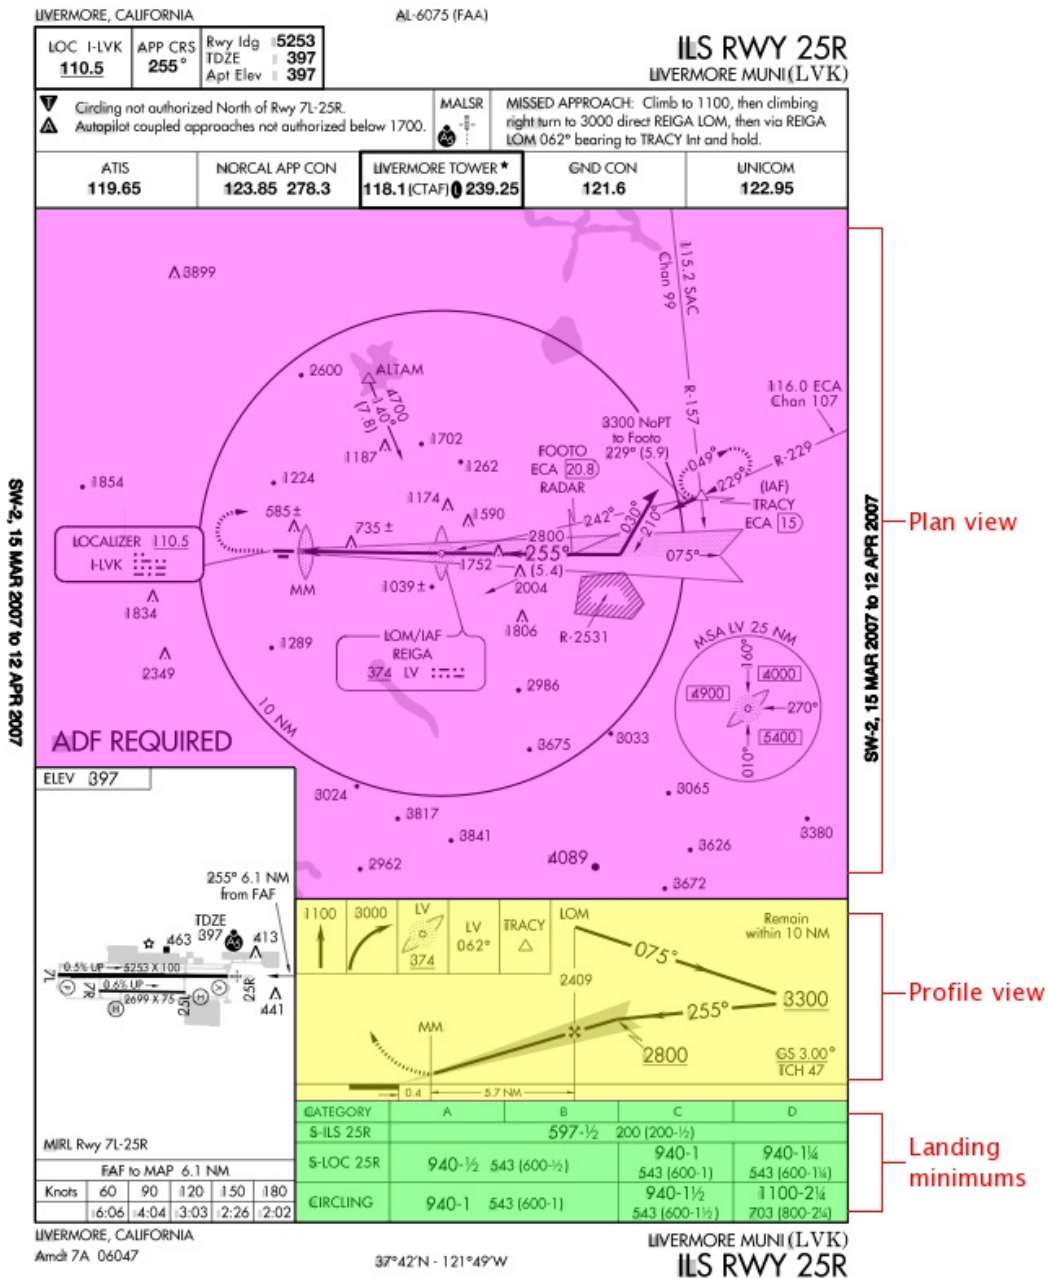 LIVERMORE, CALIFORNIA
AL-6075 (FAA)
LOC I-LVK
110.5
APP CRS
255°
Rwy ldg 5253
TDZE 397
Apt Elev 397
ILS RWY 25R
LIVERMORE MUNI (LVK)
T
A
Circling not authorized North of Rwy 7L-25R.
Autopilot coupled approaches not authorized below 1700.
MALSR
A5
MISSED APPROACH: Climb to 1100, then climbing
right turn to 3000 direct REIGA LOM, then via REIGA
LOM 062° bearing to TRACY Int and hold.
ATIS
119.65
NORCAL APP CON
123.85 278.3
LIVERMORE TOWER ★
118.1 (CTAF) L 239.25
GND CON
121.6
UNICOM
122.95
3899
115.2 SAC
Chan 99
R-157
2600
ALTAM
4700
140°
(7.8)
116.0 ECA
Chan 107
R-229
3300 NoPT
to Footo
229° (5.9)
1702
1187
1262
FOOTO
ECA 20.8
RADAR
049°
229°
1854
1224
(IAF)
TRACY
ECA 15
1174
1590
585±
735±
242°
030°
210°
2800
255°
(5.4)
075°
LOCALIZER 110.5
I-LVK
1752
MM
1039±
2004
1834
1806
R-2531
1289
LOM/IAF
REIGA
374 LV
2349
MSA LV 25 NM
160°
4000
4900
270°
5400
010°
2986
10 NM
3675
3033
ADF REQUIRED
3024
3065
3817
3841
3380
2962
4089
3626
3672
Plan view
SW-2, 15 MAR 2007 to 12 APR 2007
SW-2, 15 MAR 2007 to 12 APR 2007
ELEV 397
255° 6.1 NM
from FAF
TDZE
397
A5
463
413
0.5% UP
5253 X 100
7L
25R
0.6% UP
2699 X 75
7R
25L
441
H
MIRL Rwy 7L-25R
FAF to MAP 6.1 NM
Knots 60 90 120 150 180
6:06 4:04 3:03 2:26 2:02
1100
3000
LV
374
LV
062°
TRACY
LOM
Remain
within 10 NM
075°
2409
3300
255°
MM
2800
GS 3.00°
TCH 47
0.4
5.7 NM
Profile view
CATEGORY A B C D
S-ILS 25R 597-½ 200 (200-½)
S-LOC 25R 940-½ 543 (600-½)
940-1
543 (600-1)
940-1¼
543 (600-1¼)
CIRCLING 940-1 543 (600-1)
940-1½
543 (600-1½)
1100-2¼
703 (800-2¼)
Landing
minimums
LIVERMORE, CALIFORNIA
Amdt 7A 06047
37°42'N - 121°49'W
LIVERMORE MUNI (LVK)
ILS RWY 25R